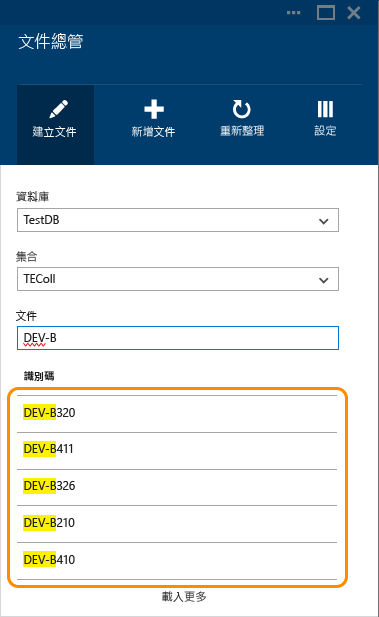 文件總管
建立文件
新增文件
重新整理
設定
資料庫
TestDB
集合
TEColl
文件
DEV-B
識別碼
DEV-B320
DEV-B411
DEV-B326
DEV-B210
DEV-B410
載入更多